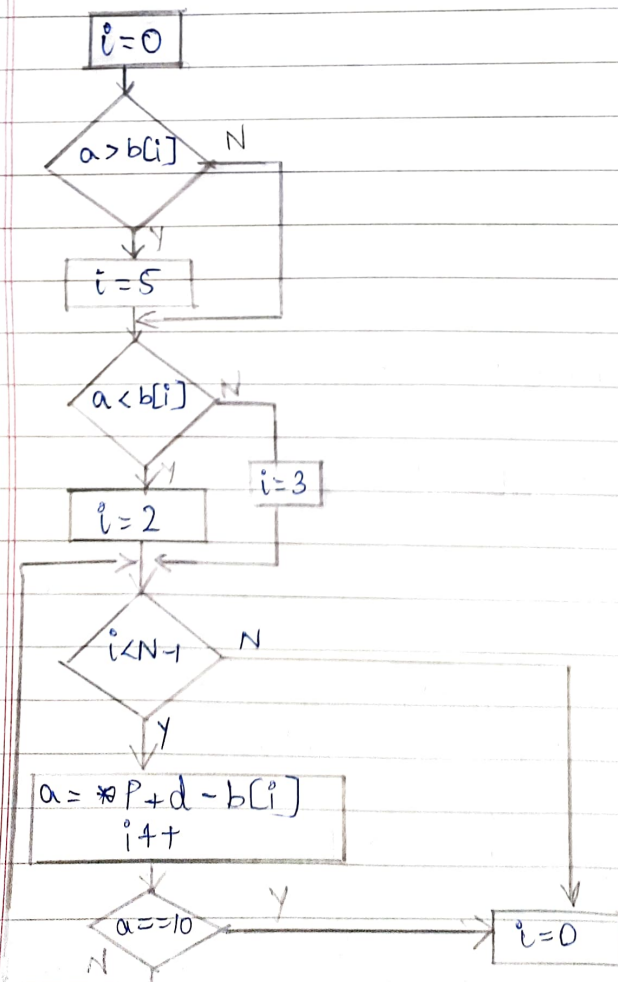 i=0
a>b[i] N
Y
i=5
a<b[i] N
Y
i=3
i=2
i<N-1 N
Y
a= *P+d-b[i]
i++
a==10 Y
i=0
N